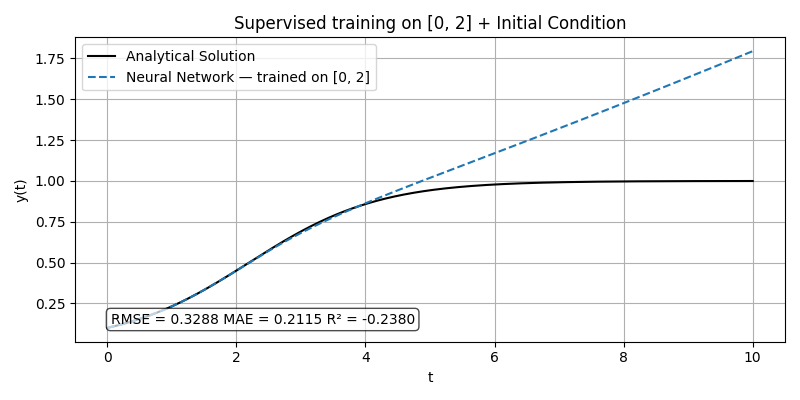 Supervised training on [0, 2] + Initial Condition
Analytical Solution
Neural Network — trained on [0, 2]
y(t)
1.75
1.50
1.25
1.00
0.75
0.50
0.25
RMSE = 0.3288 MAE = 0.2115 R² = -0.2380
0 2 4 6 8 10
t